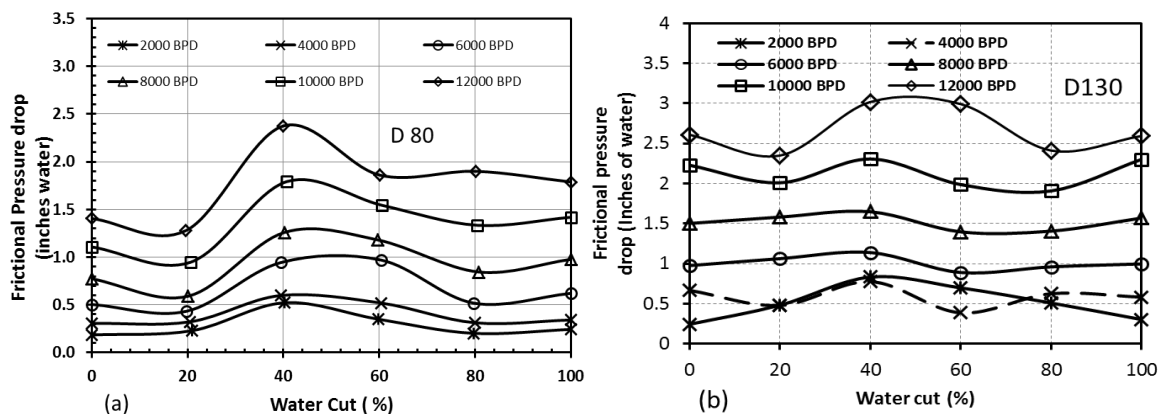 Frictional Pressure drop
(inches water)
3.5
3.0
2.5
2.0
1.5
1.0
0.5
0.0
2000 BPD 4000 BPD 6000 BPD
8000 BPD 10000 BPD 12000 BPD
D 80
0 20 40 60 80 100
(a) Water Cut ( %)
Frictional pressure
drop (Inches of water)
4
3.5
3
2.5
2
1.5
1
0.5
0
2000 BPD 4000 BPD
6000 BPD 8000 BPD
10000 BPD 12000 BPD
D130
0 20 40 60 80 100
(b) Water Cut (%)